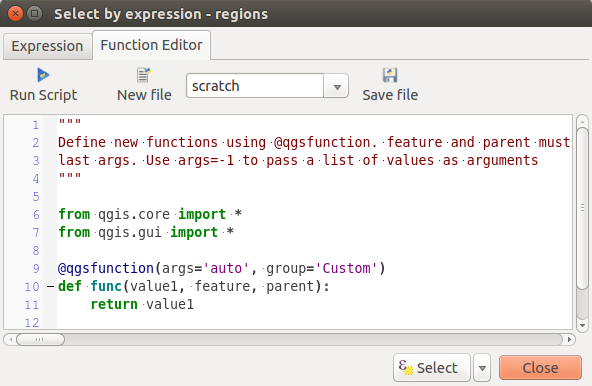 Select by expression - regions
Expression
Function Editor
Run Script
New file
scratch
Save file
1 """
2 Define new functions using @qgsfunction. feature and parent must
3 last args. Use args=-1 to pass a list of values as arguments
4 """
5
6 from qgis.core import *
7 from qgis.gui import *
8
9 @qgsfunction(args='auto', group='Custom')
10 def func(value1, feature, parent):
11     return value1
12
Select
Close